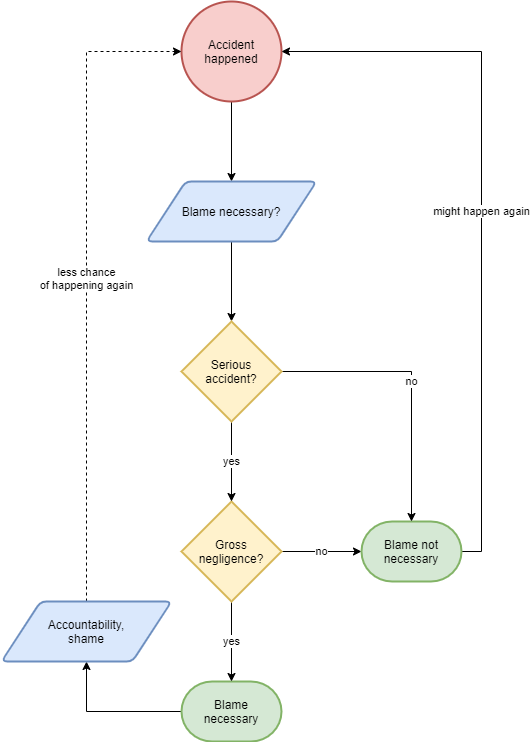 Accident
happened
Blame necessary?
might happen again
less chance
of happening again
Serious
accident?
no
yes
Gross
negligence?
no
Blame not
necessary
Accountability,
shame
yes
Blame
necessary